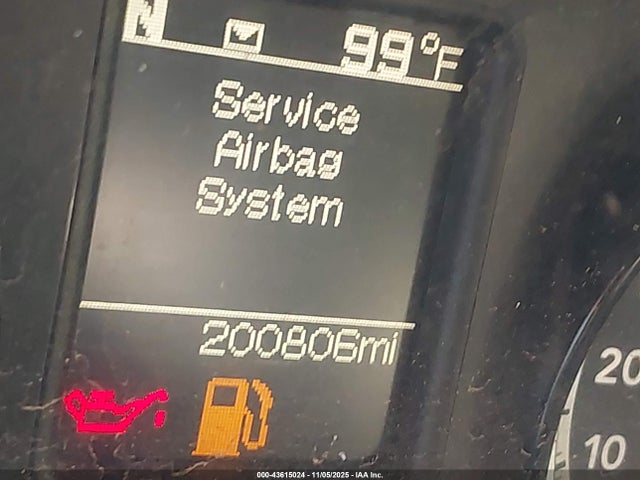 N 99°F
Service
Airbag
System
200806mi
20
10
000-43615024 - 11/05/2025 - IAA Inc.